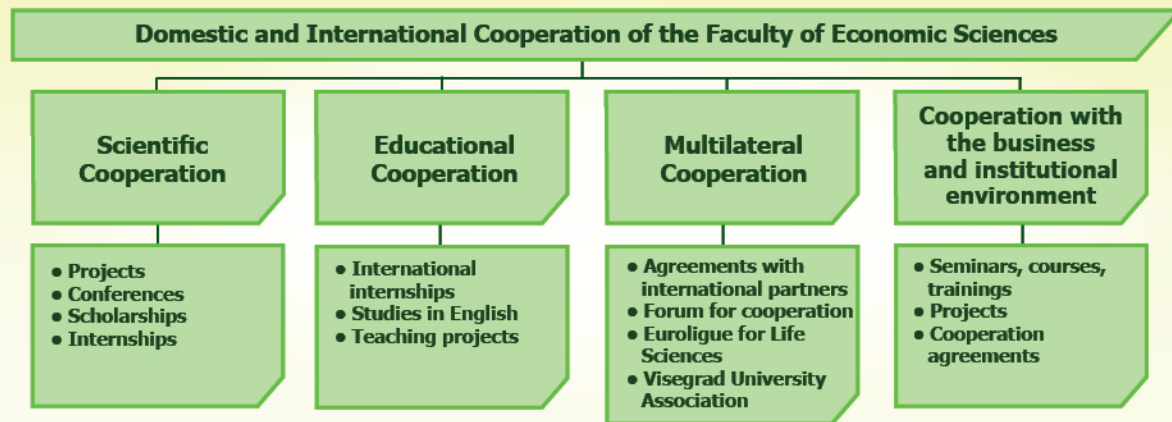 Domestic and International Cooperation of the Faculty of Economic Sciences
Scientific
Cooperation
● Projects
● Conferences
● Scholarships
● Internships
Educational
Cooperation
● International
internships
● Studies in English
● Teaching projects
Multilateral
Cooperation
● Agreements with
international partners
● Forum for cooperation
● Euroligue for Life
Sciences
● Visegrad University
Association
Cooperation with
the business
and institutional
environment
● Seminars, courses,
trainings
● Projects
● Cooperation
agreements